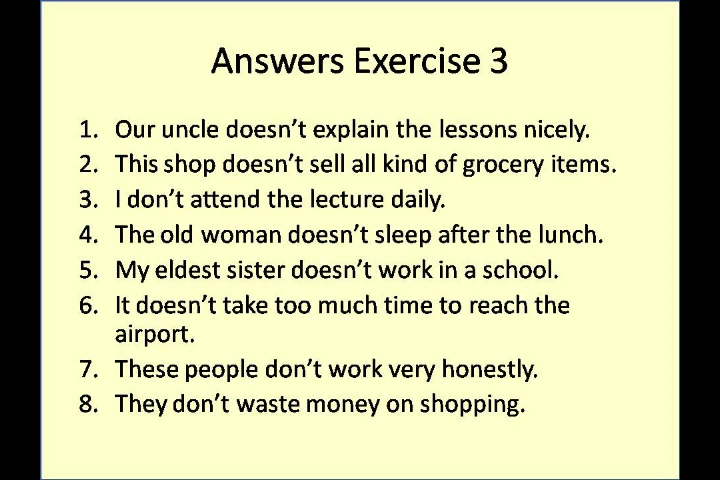 Answers Exercise 3
1. Our uncle doesn’t explain the lessons nicely.
2. This shop doesn’t sell all kind of grocery items.
3. I don’t attend the lecture daily.
4. The old woman doesn’t sleep after the lunch.
5. My eldest sister doesn’t work in a school.
6. It doesn’t take too much time to reach the
airport.
7. These people don’t work very honestly.
8. They don’t waste money on shopping.